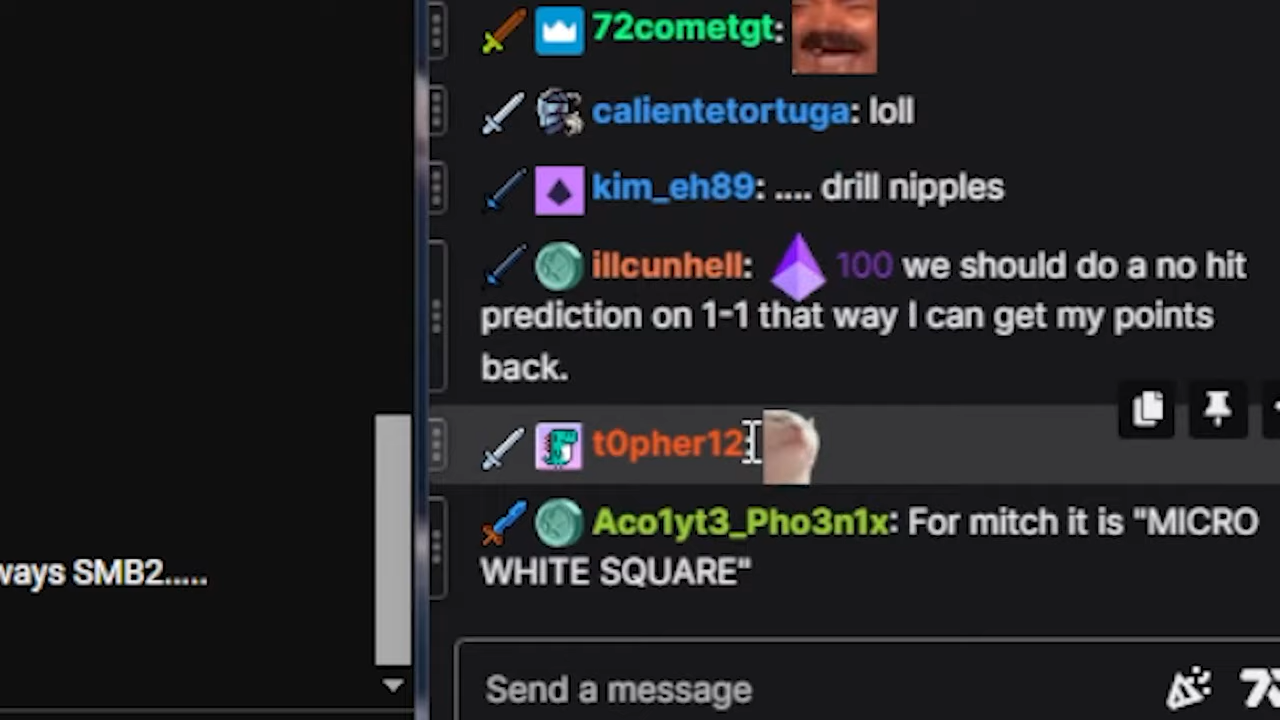 72cometgt:
calientetortuga: loll
kim_eh89: .... drill nipples
illcunhell: 100 we should do a no hit
prediction on 1-1 that way I can get my points
back.
t0pher12:
Aco1yt3_Pho3n1x: For mitch it is "MICRO
WHITE SQUARE"
ways SMB2.....
Send a message